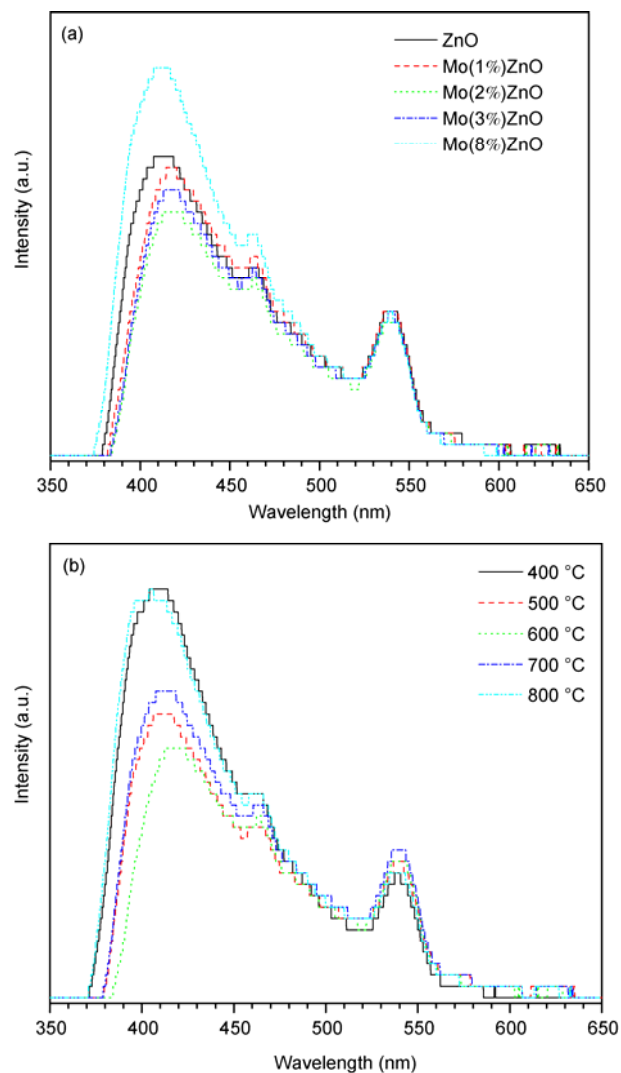 (a)
ZnO
Mo(1%)ZnO
Mo(2%)ZnO
Mo(3%)ZnO
Mo(8%)ZnO
Intensity (a.u.)
350 400 450 500 550 600 650
Wavelength (nm)
(b)
400 °C
500 °C
600 °C
700 °C
800 °C
Intensity (a.u.)
350 400 450 500 550 600 650
Wavelength (nm)